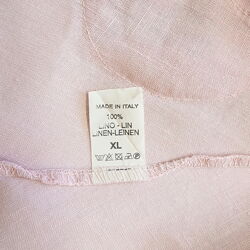 MADE IN ITALY
100%
LINO - LIN
LINEN-LEINEN
XL